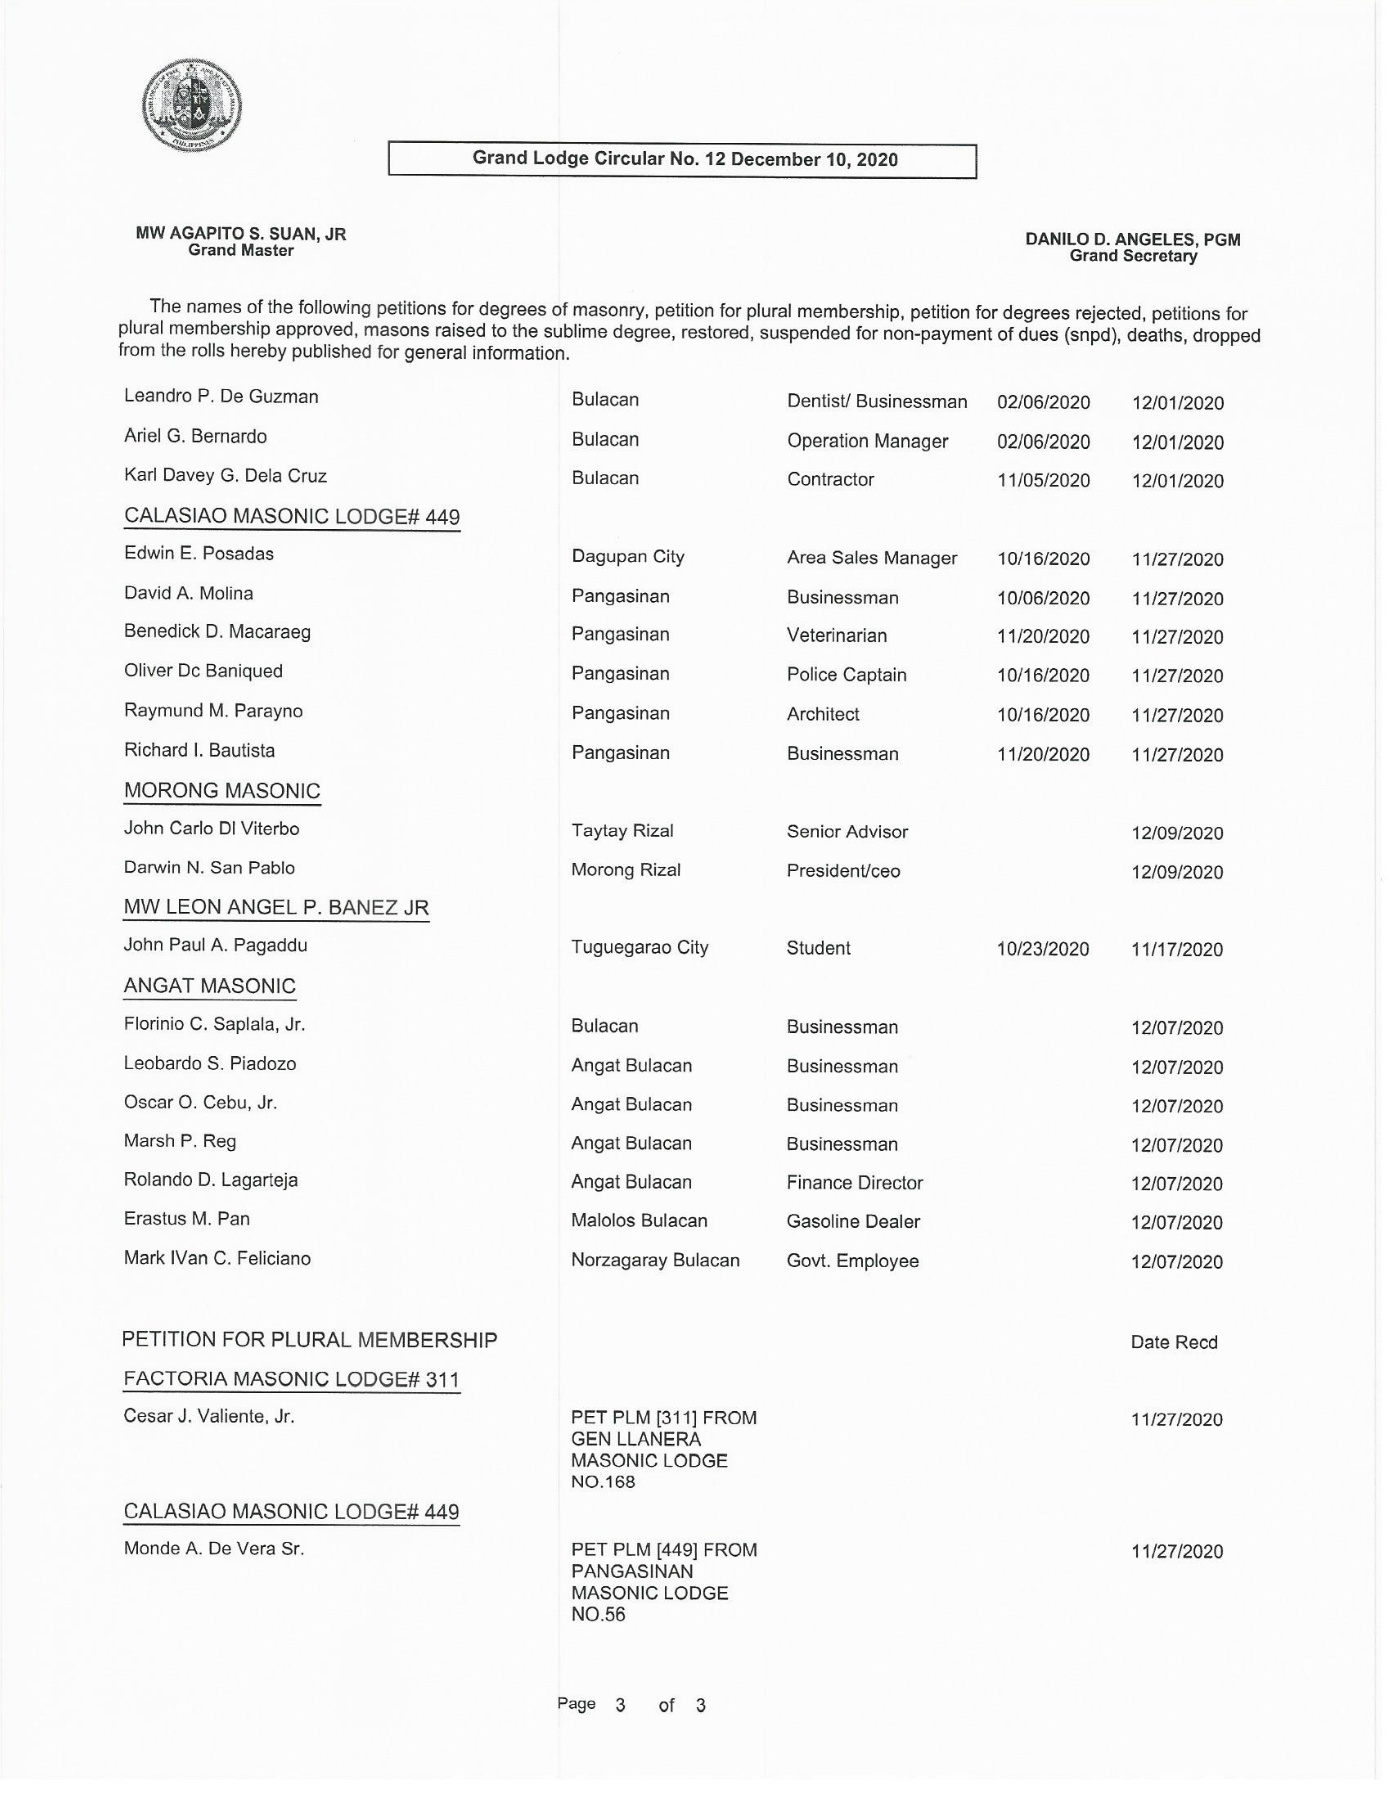 Grand Lodge Circular No. 12 December 10, 2020
MW AGAPITO S. SUAN, JR
Grand Master
DANILO D. ANGELES, PGM
Grand Secretary
The names of the following petitions for degrees of masonry, petition for plural membership, petition for degrees rejected, petitions for
plural membership approved, masons raised to the sublime degree, restored, suspended for non-payment of dues (snpd), deaths, dropped
from the rolls hereby published for general information.
Leandro P. De Guzman Bulacan Dentist/ Businessman 02/06/2020 12/01/2020
Ariel G. Bernardo Bulacan Operation Manager 02/06/2020 12/01/2020
Karl Davey G. Dela Cruz Bulacan Contractor 11/05/2020 12/01/2020
CALASIAO MASONIC LODGE# 449
Edwin E. Posadas Dagupan City Area Sales Manager 10/16/2020 11/27/2020
David A. Molina Pangasinan Businessman 10/06/2020 11/27/2020
Benedick D. Macaraeg Pangasinan Veterinarian 11/20/2020 11/27/2020
Oliver Dc Baniqued Pangasinan Police Captain 10/16/2020 11/27/2020
Raymund M. Parayno Pangasinan Architect 10/16/2020 11/27/2020
Richard I. Bautista Pangasinan Businessman 11/20/2020 11/27/2020
MORONG MASONIC
John Carlo Dl Viterbo Taytay Rizal Senior Advisor 12/09/2020
Darwin N. San Pablo Morong Rizal President/ceo 12/09/2020
MW LEON ANGEL P. BANEZ JR
John Paul A. Pagaddu Tuguegarao City Student 10/23/2020 11/17/2020
ANGAT MASONIC
Florinio C. Saplala, Jr. Bulacan Businessman 12/07/2020
Leobardo S. Piadozo Angat Bulacan Businessman 12/07/2020
Oscar O. Cebu, Jr. Angat Bulacan Businessman 12/07/2020
Marsh P. Reg Angat Bulacan Businessman 12/07/2020
Rolando D. Lagarteja Angat Bulacan Finance Director 12/07/2020
Erastus M. Pan Malolos Bulacan Gasoline Dealer 12/07/2020
Mark IVan C. Feliciano Norzagaray Bulacan Govt. Employee 12/07/2020
PETITION FOR PLURAL MEMBERSHIP Date Recd
FACTORIA MASONIC LODGE# 311
Cesar J. Valiente, Jr. PET PLM [311] FROM 11/27/2020
GEN LLANERA
MASONIC LODGE
NO.168
CALASIAO MASONIC LODGE# 449
Monde A. De Vera Sr. PET PLM [449] FROM 11/27/2020
PANGASINAN
MASONIC LODGE
NO.56
Page 3 of 3